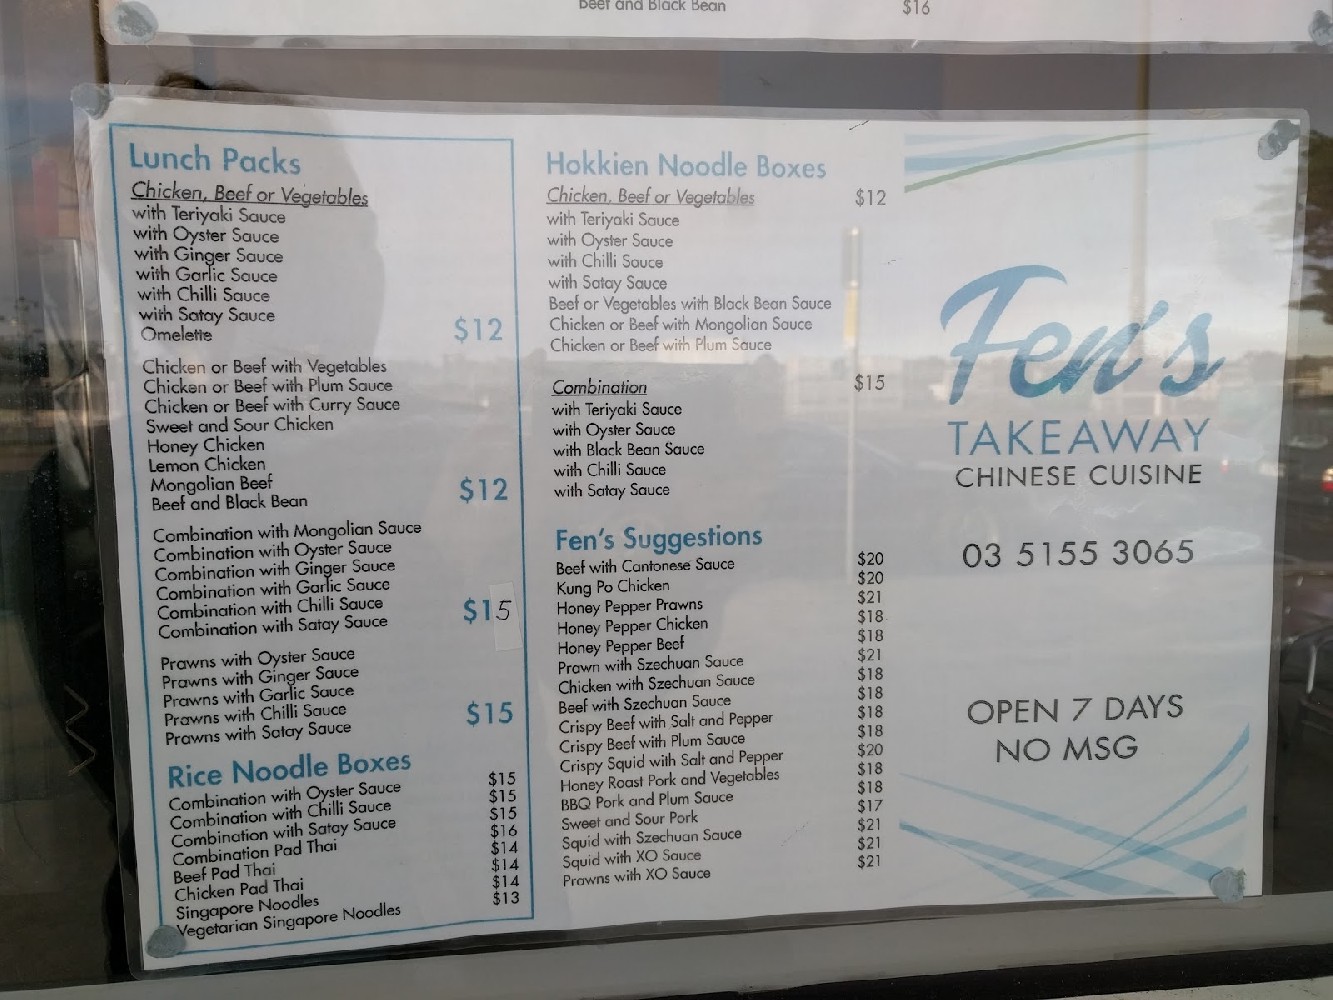 Beef and Black Bean $16
Lunch Packs
Chicken, Beef or Vegetables
with Teriyaki Sauce
with Oyster Sauce
with Ginger Sauce
with Garlic Sauce
with Chilli Sauce
with Satay Sauce
Omelette $12
Chicken or Beef with Vegetables
Chicken or Beef with Plum Sauce
Chicken or Beef with Curry Sauce
Sweet and Sour Chicken
Honey Chicken
Lemon Chicken
Mongolian Beef
Beef and Black Bean $12
Combination with Mongolian Sauce
Combination with Oyster Sauce
Combination with Ginger Sauce
Combination with Garlic Sauce
Combination with Chilli Sauce $15
Combination with Satay Sauce
Prawns with Oyster Sauce
Prawns with Ginger Sauce
Prawns with Garlic Sauce
Prawns with Chilli Sauce $15
Prawns with Satay Sauce
Rice Noodle Boxes
Combination with Oyster Sauce $15
Combination with Chilli Sauce $15
Combination with Satay Sauce $15
Combination Pad Thai $16
Beef Pad Thai $14
Chicken Pad Thai $14
Singapore Noodles $14
Vegetarian Singapore Noodles $13
Hokkien Noodle Boxes
Chicken, Beef or Vegetables $12
with Teriyaki Sauce
with Oyster Sauce
with Chilli Sauce
with Satay Sauce
Beef or Vegetables with Black Bean Sauce
Chicken or Beef with Mongolian Sauce
Chicken or Beef with Plum Sauce
Combination $15
with Teriyaki Sauce
with Oyster Sauce
with Black Bean Sauce
with Chilli Sauce
with Satay Sauce
Fen's Suggestions
Beef with Cantonese Sauce $20
Kung Po Chicken $20
Honey Pepper Prawns $21
Honey Pepper Chicken $18
Honey Pepper Beef $18
Prawn with Szechuan Sauce $21
Chicken with Szechuan Sauce $18
Beef with Szechuan Sauce $18
Crispy Beef with Salt and Pepper $18
Crispy Beef with Plum Sauce $18
Crispy Squid with Salt and Pepper $20
Honey Roast Pork and Vegetables $18
BBQ Pork and Plum Sauce $18
Sweet and Sour Pork $17
Squid with Szechuan Sauce $21
Squid with XO Sauce $21
Prawns with XO Sauce $21
Fen's
TAKEAWAY
CHINESE CUISINE
03 5155 3065
OPEN 7 DAYS
NO MSG